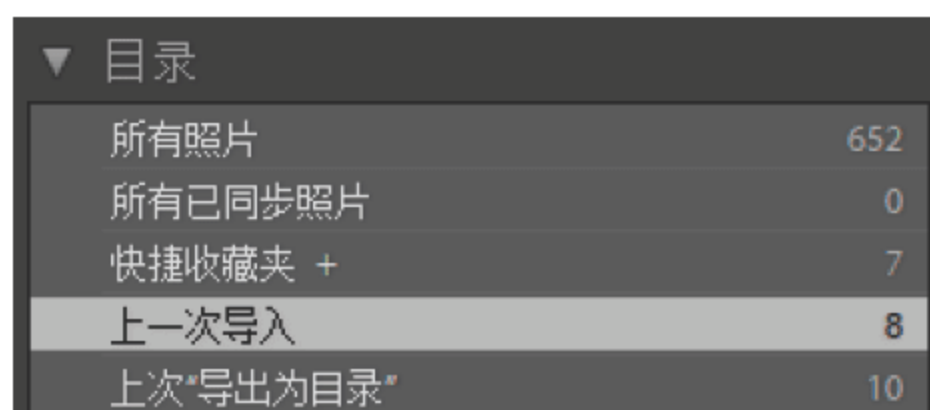 ▼ 目录
所有照片 652
所有已同步照片 0
快捷收藏夹 + 7
上一次导入 8
上次“导出为目录” 10